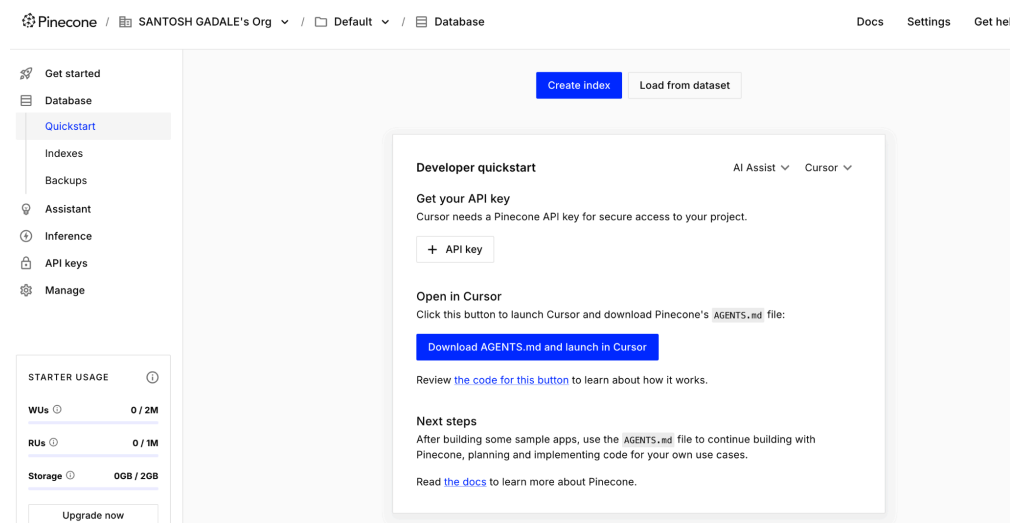 Pinecone / SANTOSH GADALE's Org / Default / Database
Docs Settings Get hel
Get started
Database
Quickstart
Indexes
Backups
Assistant
Inference
API keys
Manage
STARTER USAGE
WUs 0 / 2M
RUs 0 / 1M
Storage 0GB / 2GB
Upgrade now
Create index Load from dataset
Developer quickstart AI Assist Cursor
Get your API key
Cursor needs a Pinecone API key for secure access to your project.
+ API key
Open in Cursor
Click this button to launch Cursor and download Pinecone's AGENTS.md file:
Download AGENTS.md and launch in Cursor
Review the code for this button to learn about how it works.
Next steps
After building some sample apps, use the AGENTS.md file to continue building with
Pinecone, planning and implementing code for your own use cases.
Read the docs to learn more about Pinecone.